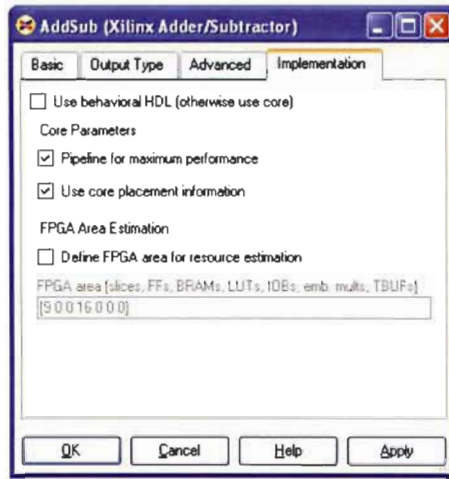 AddSub (Xilinx Adder/Subtractor)
Basic Output Type Advanced Implementation
Use behavioral HDL (otherwise use core)
Core Parameters
Pipeline for maximum performance
Use core placement information
FPGA Area Estimation
Define FPGA area for resource estimation
FPGA area [slices, FFs, BRAMs, LUTs, IOBs, emb. mults, TBUFs]
[9 0 0 16 0 0 0]
OK Cancel Help Apply